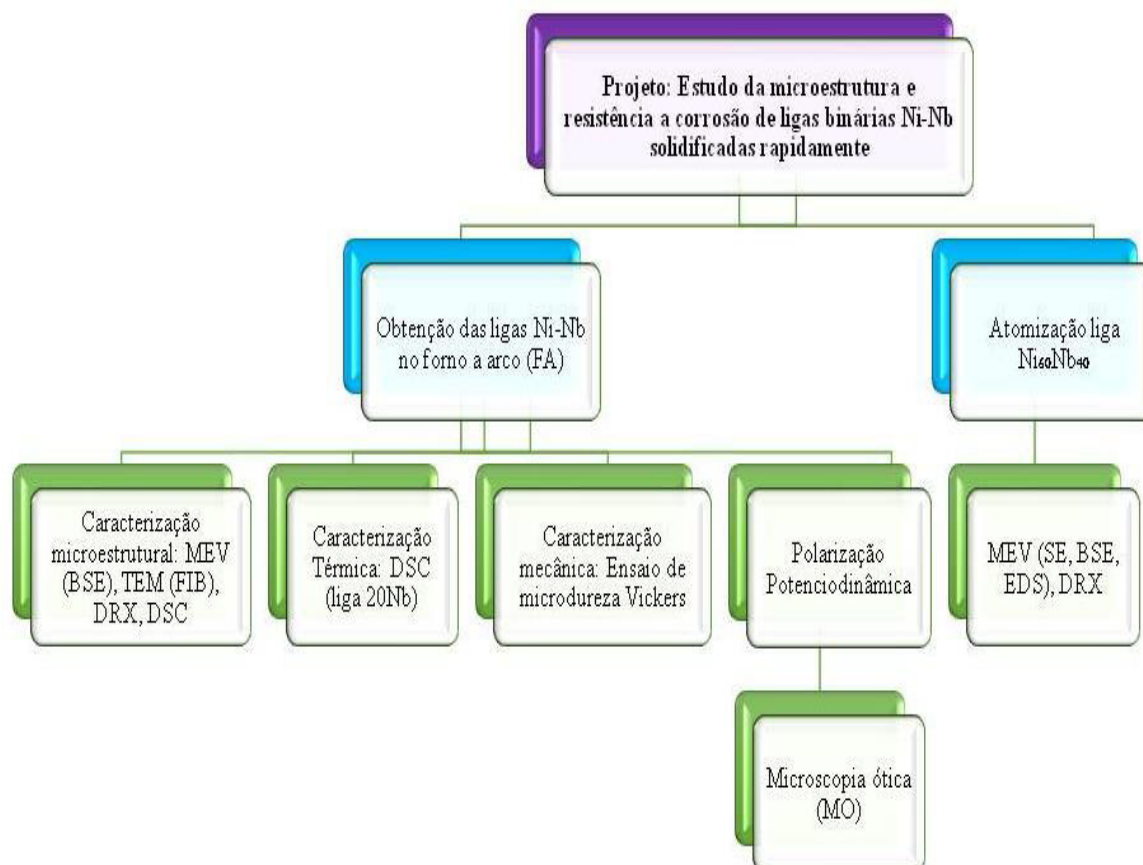 Projeto: Estudo da microestrutura e
resistência a corrosão de ligas binárias Ni-Nb
solidificadas rapidamente
Obtenção das ligas Ni-Nb
no forno a arco (FA)
Atomização liga
Ni₁₆₀Nb₄₀
Caracterização
microestrutural: MEV
(BSE), TEM (FIB),
DRX, DSC
Caracterização
Térmica: DSC
(liga 20Nb)
Caracterização
mecânica: Ensaio de
microdureza Vickers
Polarização
Potenciodinâmica
MEV (SE, BSE,
EDS), DRX
Microscopia ótica
(MO)